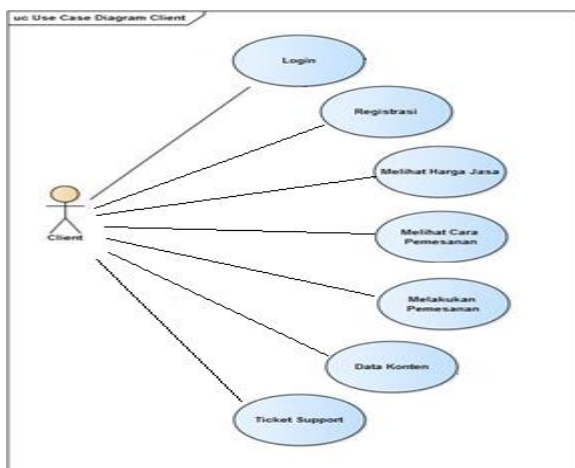 uc Use Case Diagram Client
Login
Registrasi
Melihat Harga Jasa
Melihat Cara
Pemesanan
Client
Melakukan
Pemesanan
Data Konten
Ticket Support